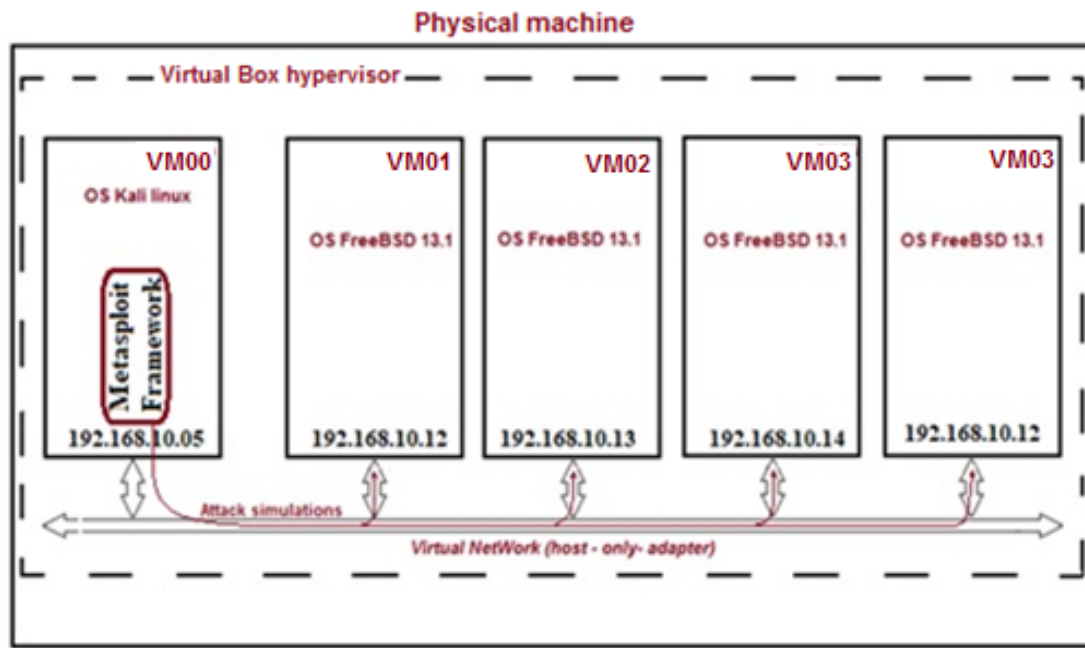 Physical machine
Virtual Box hypervisor
VM00
OS Kali linux
Metasploit
Framework
192.168.10.05
VM01
OS FreeBSD 13.1
192.168.10.12
VM02
OS FreeBSD 13.1
192.168.10.13
VM03
OS FreeBSD 13.1
192.168.10.14
VM03
OS FreeBSD 13.1
192.168.10.12
Attack simulations
Virtual NetWork (host - only- adapter)